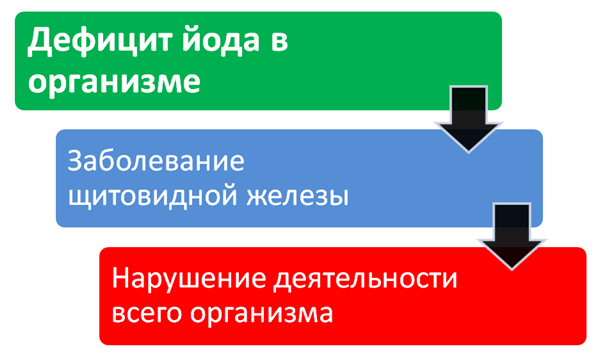 Дефицит йода в
организме
Заболевание
щитовидной железы
Нарушение деятельности
всего организма